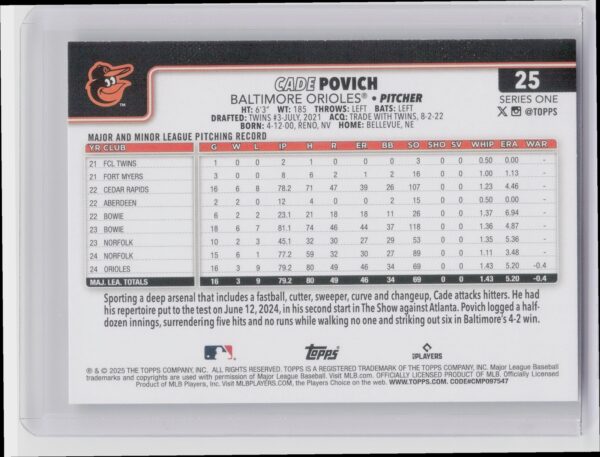 CADE POVICH
BALTIMORE ORIOLES® • PITCHER
HT: 6'3" WT: 185 THROWS: LEFT BATS: LEFT
DRAFTED: TWINS #3-JULY, 2021 ACQ: TRADE WITH TWINS, 8-2-22
BORN: 4-12-00, RENO, NV HOME: BELLEVUE, NE
25
SERIES ONE
@TOPPS
MAJOR AND MINOR LEAGUE PITCHING RECORD
YR CLUB G W L IP H R ER BB SO SHO SV WHIP ERA WAR
21 FCL TWINS 1 0 0 2 1 0 0 0 3 0 0 0.50 0.00 -
21 FORT MYERS 3 0 0 8 6 2 1 2 16 0 0 1.00 1.13 -
22 CEDAR RAPIDS 16 6 8 78.2 71 47 39 26 107 0 0 1.23 4.46 -
22 ABERDEEN 2 0 0 12 4 0 0 2 15 0 0 0.50 0.00 -
22 BOWIE 6 2 2 23.1 21 18 18 11 26 0 0 1.37 6.94 -
23 BOWIE 18 6 7 81.1 74 46 44 37 118 0 0 1.36 4.87 -
23 NORFOLK 10 2 3 45.1 32 30 27 29 53 0 0 1.35 5.36 -
24 NORFOLK 15 6 1 77.2 59 32 30 27 89 0 0 1.11 3.48 -
24 ORIOLES 16 3 9 79.2 80 49 46 34 69 0 0 1.43 5.20 -0.4
MAJ. LEA. TOTALS 16 3 9 79.2 80 49 46 34 69 0 0 1.43 5.20 -0.4
Sporting a deep arsenal that includes a fastball, cutter, sweeper, curve and changeup, Cade attacks hitters. He had
his repertoire put to the test on June 12, 2024, in his second start in The Show against Atlanta. Povich logged a half-
dozen innings, surrendering five hits and no runs while walking no one and striking out six in Baltimore's 4-2 win.
topps
PLAYERS
® & © 2025 THE TOPPS COMPANY, INC. ALL RIGHTS RESERVED. TOPPS IS A REGISTERED TRADEMARK OF THE TOPPS COMPANY, INC. Major League Baseball
trademarks and copyrights are used with permission of Major League Baseball. Visit MLB.com. OFFICIALLY LICENSED PRODUCT OF MLB. Officially Licensed
Product of MLB Players, Inc. Visit MLBPLAYERS.com, the Players Choice on the web. WWW.TOPPS.COM. CODE#CMP097547